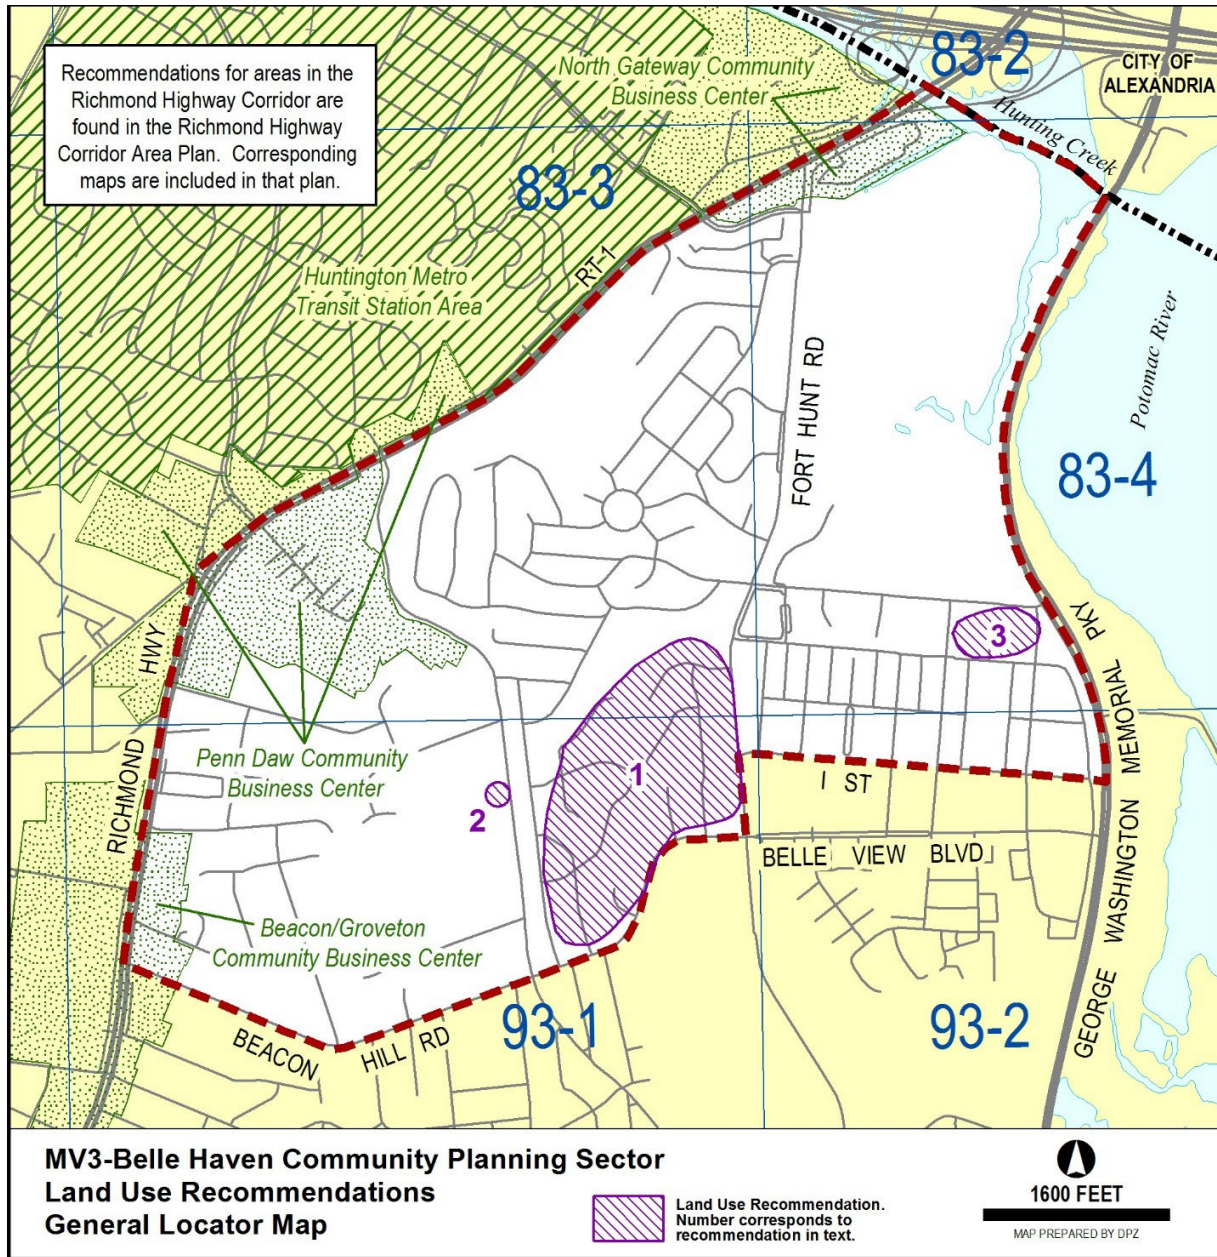 Recommendations for areas in the
Richmond Highway Corridor are
found in the Richmond Highway
Corridor Area Plan. Corresponding
maps are included in that plan.
North Gateway Community
Business Center
83-2
CITY OF
ALEXANDRIA
Hunting Creek
83-3
Huntington Metro
Transit Station Area
RT-1
FORT HUNT RD
Potomac River
83-4
RICHMOND HWY
Penn Daw Community
Business Center
1
2
3
I ST
BELLE VIEW BLVD
GEORGE WASHINGTON MEMORIAL PKY
Beacon/Groveton
Community Business Center
BEACON HILL RD
93-1
93-2
MV3-Belle Haven Community Planning Sector
Land Use Recommendations
General Locator Map
Land Use Recommendation.
Number corresponds to
recommendation in text.
1600 FEET
MAP PREPARED BY DPZ